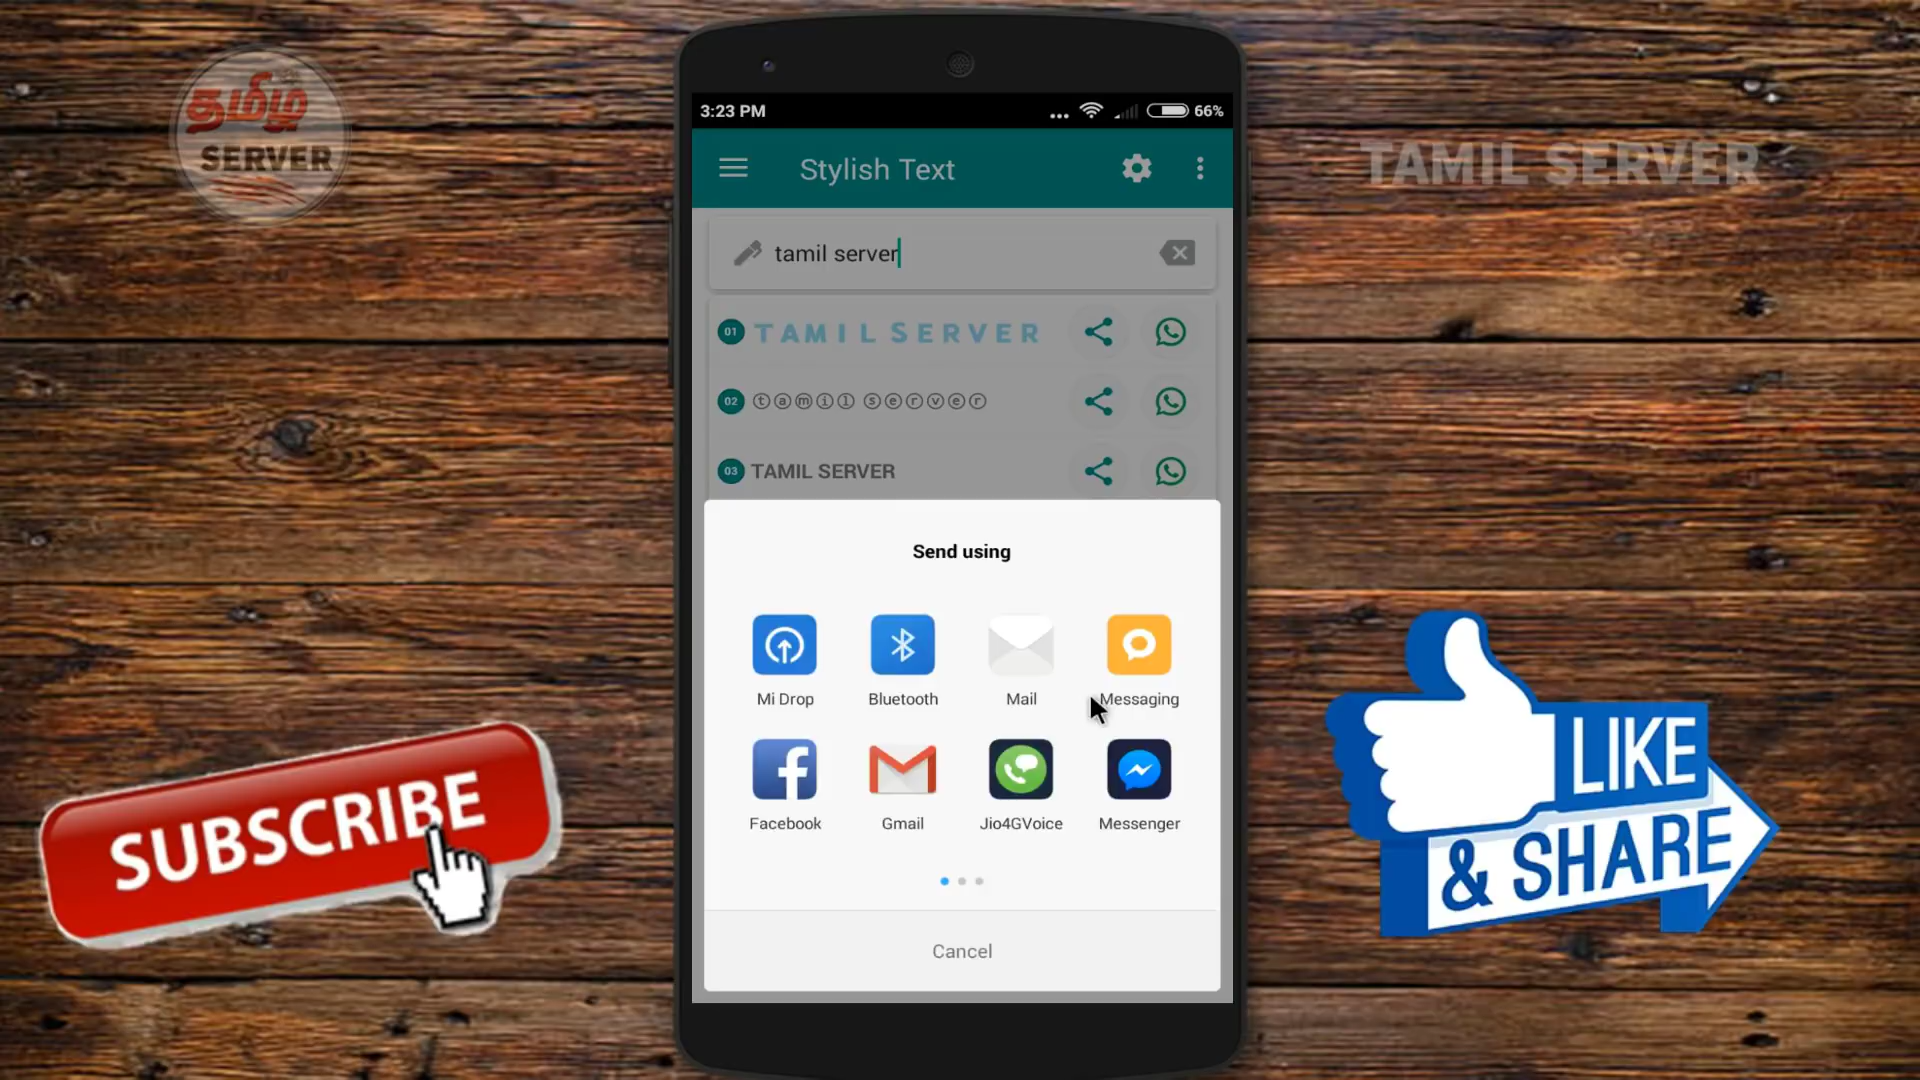 தமிழ்
SERVER
TAMIL SERVER
3:23 PM
66%
Stylish Text
tamil server
01 TAMIL SERVER
02 ⓣⓐⓜⓘⓛ ⓢⓔⓡⓥⓔⓡ
03 TAMIL SERVER
Send using
Mi Drop Bluetooth Mail Messaging
Facebook Gmail Jio4GVoice Messenger
Cancel
SUBSCRIBE
LIKE
& SHARE